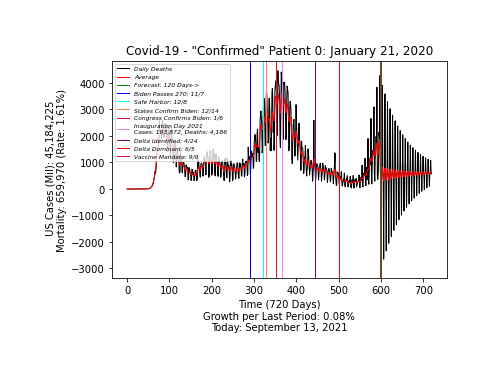 Covid-19 - "Confirmed" Patient 0: January 21, 2020
US Cases (Mil): 45,184,225
Mortality: 659,970 (Rate: 1.61%)
4000
3000
2000
1000
0
−1000
−2000
−3000
Daily Deaths
Average
Forecast: 120 Days->
Biden Passes 270: 11/7
Safe Harbor: 12/8
States Confirm Biden: 12/14
Congress Confirms Biden: 1/6
Inauguration Day 2021
Cases: 193,872, Deaths: 4,186
Delta Identified: 4/24
Delta Dominant: 6/5
Vaccine Mandate: 9/9
0 100 200 300 400 500 600 700
Time (720 Days)
Growth per Last Period: 0.08%
Today: September 13, 2021